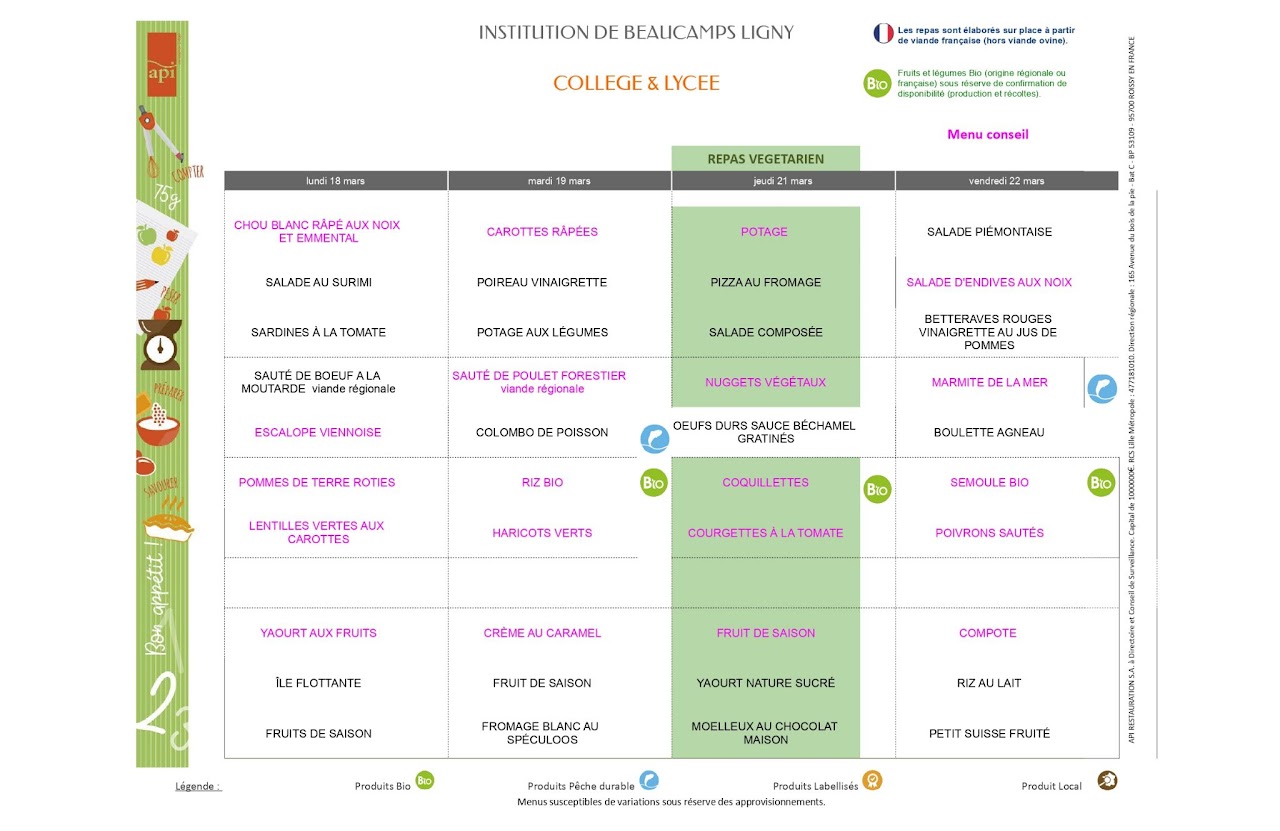 INSTITUTION DE BEAUCAMPS LIGNY
COLLEGE & LYCEE
Les repas sont élaborés sur place à partir
de viande française (hors viande ovine).
Bio
Fruits et légumes Bio (origine régionale ou
française) sous réserve de confirmation de
disponibilité (production et récoltes).
Menu conseil
REPAS VEGETARIEN
api
COMPTER
75g
PESER
PRÉPARER
SAVOURER
Bon appétit !
lundi 18 mars
mardi 19 mars
jeudi 21 mars
vendredi 22 mars
CHOU BLANC RÂPÉ AUX NOIX
ET EMMENTAL
CAROTTES RÂPÉES
POTAGE
SALADE PIÉMONTAISE
SALADE AU SURIMI
POIREAU VINAIGRETTE
PIZZA AU FROMAGE
SALADE D'ENDIVES AUX NOIX
SARDINES À LA TOMATE
POTAGE AUX LÉGUMES
SALADE COMPOSÉE
BETTERAVES ROUGES
VINAIGRETTE AU JUS DE
POMMES
SAUTÉ DE BOEUF A LA
MOUTARDE viande régionale
SAUTÉ DE POULET FORESTIER
viande régionale
NUGGETS VÉGÉTAUX
MARMITE DE LA MER
ESCALOPE VIENNOISE
COLOMBO DE POISSON
OEUFS DURS SAUCE BÉCHAMEL
GRATINÉS
BOULETTE AGNEAU
POMMES DE TERRE ROTIES
RIZ BIO
Bio
COQUILLETTES
Bio
SEMOULE BIO
Bio
LENTILLES VERTES AUX
CAROTTES
HARICOTS VERTS
COURGETTES À LA TOMATE
POIVRONS SAUTÉS
YAOURT AUX FRUITS
CRÈME AU CARAMEL
FRUIT DE SAISON
COMPOTE
ÎLE FLOTTANTE
FRUIT DE SAISON
YAOURT NATURE SUCRÉ
RIZ AU LAIT
FRUITS DE SAISON
FROMAGE BLANC AU
SPÉCULOOS
MOELLEUX AU CHOCOLAT
MAISON
PETIT SUISSE FRUITÉ
API RESTAURATION S.A. à Directoire et Conseil de Surveillance. Capital de 1000000€. RCS Lille Métropole : 477181010. Direction régionale : 165 Avenue du bois de la pie - Bat C - BP 53109 - 95700 ROISSY EN FRANCE
Légende :
Produits Bio
Bio
Produits Pêche durable
Produits Labellisés
Produit Local
Menus susceptibles de variations sous réserve des approvisionnements.